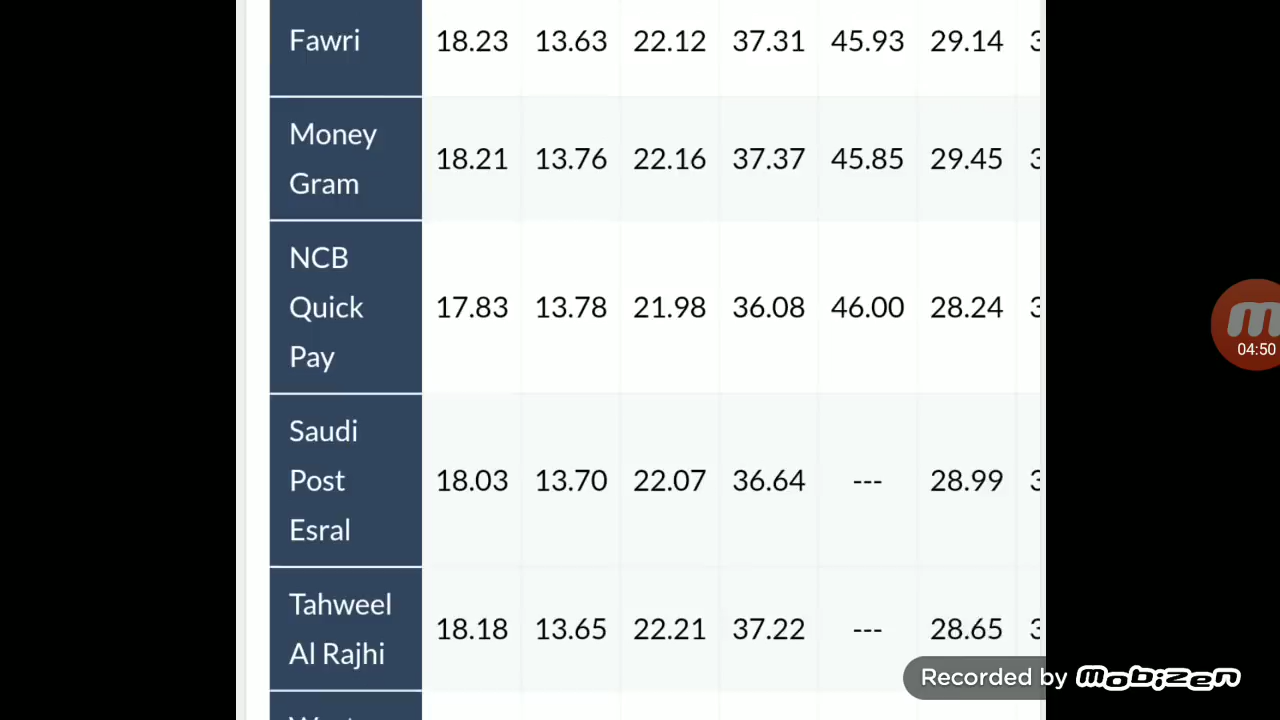 Fawri 18.23 13.63 22.12 37.31 45.93 29.14
Money
Gram
18.21 13.76 22.16 37.37 45.85 29.45
NCB
Quick
Pay
17.83 13.78 21.98 36.08 46.00 28.24
Saudi
Post
Esral
18.03 13.70 22.07 36.64 --- 28.99
Tahweel
Al Rajhi
18.18 13.65 22.21 37.22 --- 28.65
04:50
Recorded by mobizen